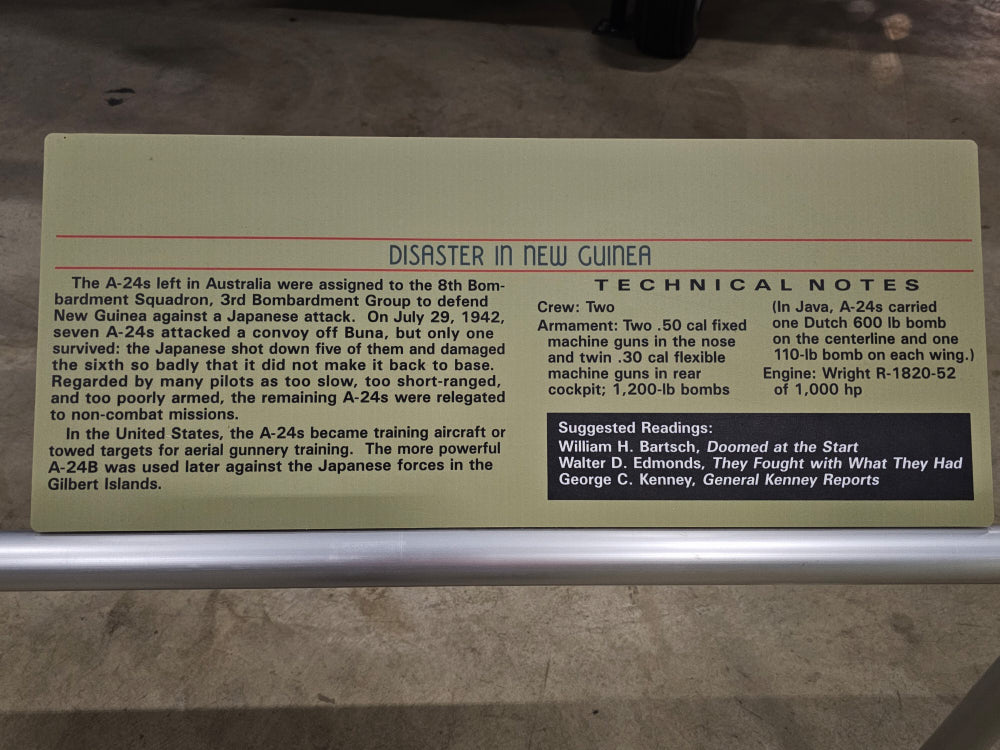 DISASTER IN NEW GUINEA
The A-24s left in Australia were assigned to the 8th Bom-
bardment Squadron, 3rd Bombardment Group to defend
New Guinea against a Japanese attack. On July 29, 1942,
seven A-24s attacked a convoy off Buna, but only one
survived: the Japanese shot down five of them and damaged
the sixth so badly that it did not make it back to base.
Regarded by many pilots as too slow, too short-ranged,
and too poorly armed, the remaining A-24s were relegated
to non-combat missions.
In the United States, the A-24s became training aircraft or
towed targets for aerial gunnery training. The more powerful
A-24B was used later against the Japanese forces in the
Gilbert Islands.
TECHNICAL NOTES
Crew: Two
Armament: Two .50 cal fixed
machine guns in the nose
and twin .30 cal flexible
machine guns in rear
cockpit; 1,200-lb bombs
(In Java, A-24s carried
one Dutch 600 lb bomb
on the centerline and one
110-lb bomb on each wing.)
Engine: Wright R-1820-52
of 1,000 hp
Suggested Readings:
William H. Bartsch, Doomed at the Start
Walter D. Edmonds, They Fought with What They Had
George C. Kenney, General Kenney Reports